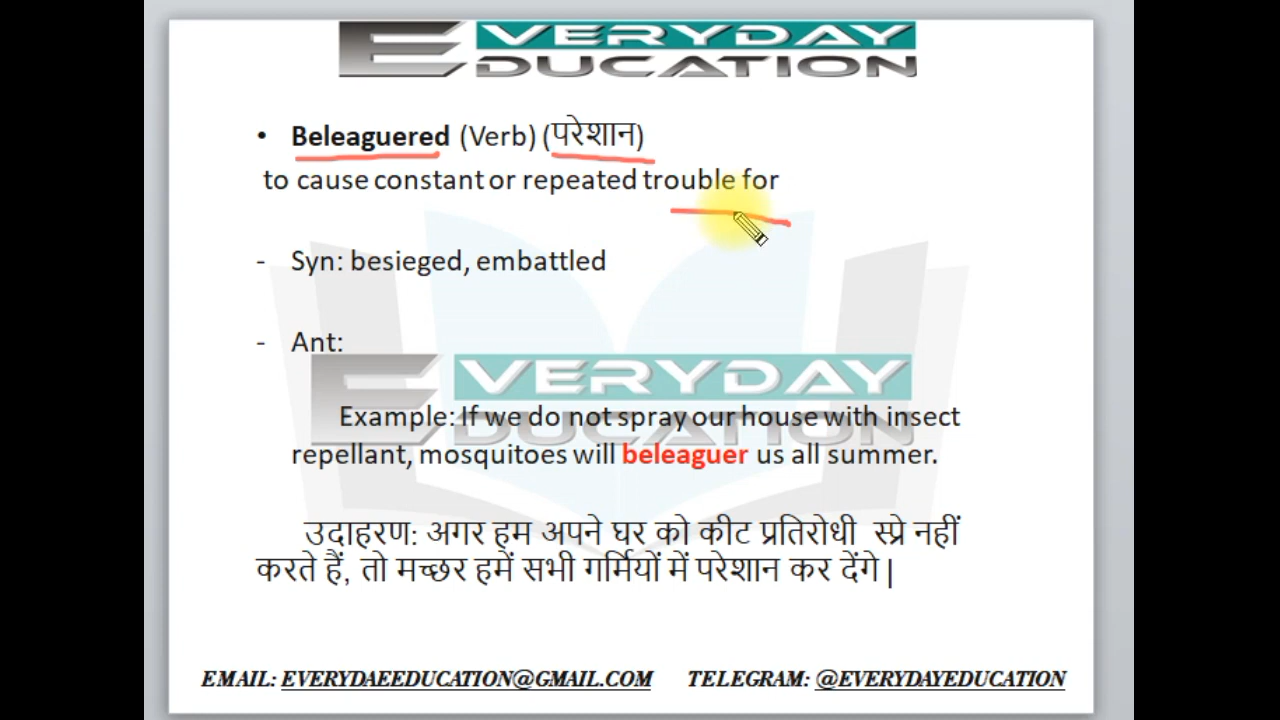 EVERYDAY
EDUCATION
• Beleaguered (Verb) (परेशान)
to cause constant or repeated trouble for
- Syn: besieged, embattled
- Ant:
EVERYDAY
EDUCATION
Example: If we do not spray our house with insect
repellant, mosquitoes will beleaguer us all summer.
उदाहरण: अगर हम अपने घर को कीट प्रतिरोधी स्प्रे नहीं
करते हैं, तो मच्छर हमें सभी गर्मियों में परेशान कर देंगे |
EMAIL: EVERYDAEEDUCATION@GMAIL.COM TELEGRAM: @EVERYDAYEDUCATION